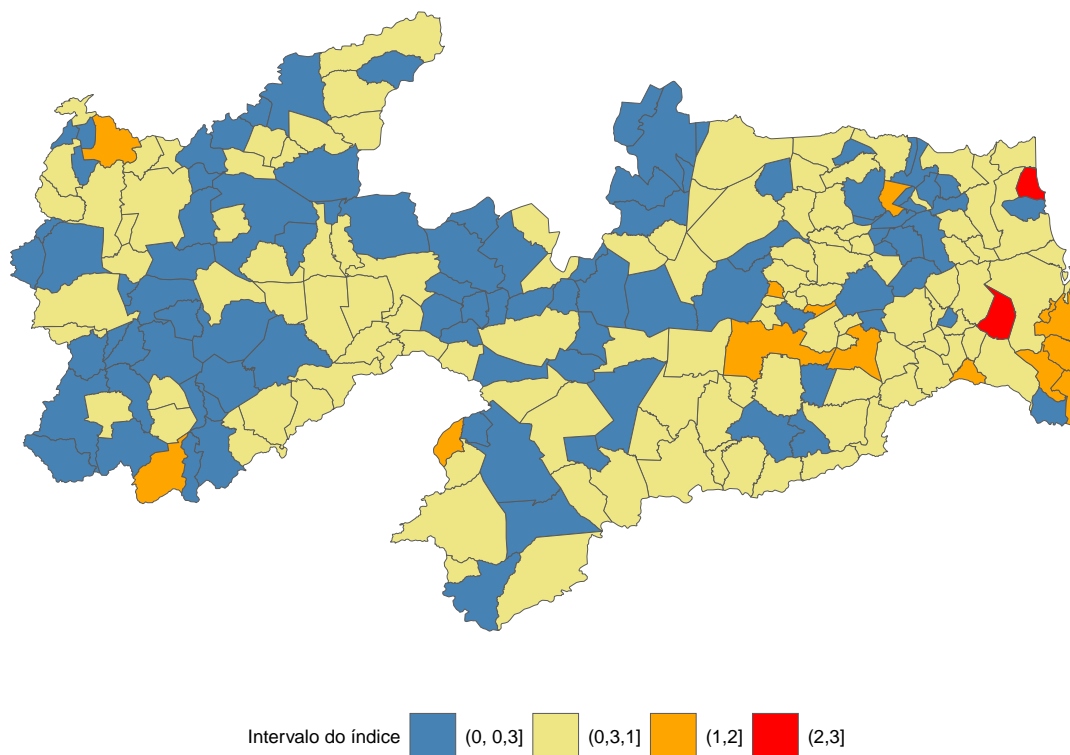 Intervalo do índice (0, 0,3] (0,3,1] (1,2] (2,3]